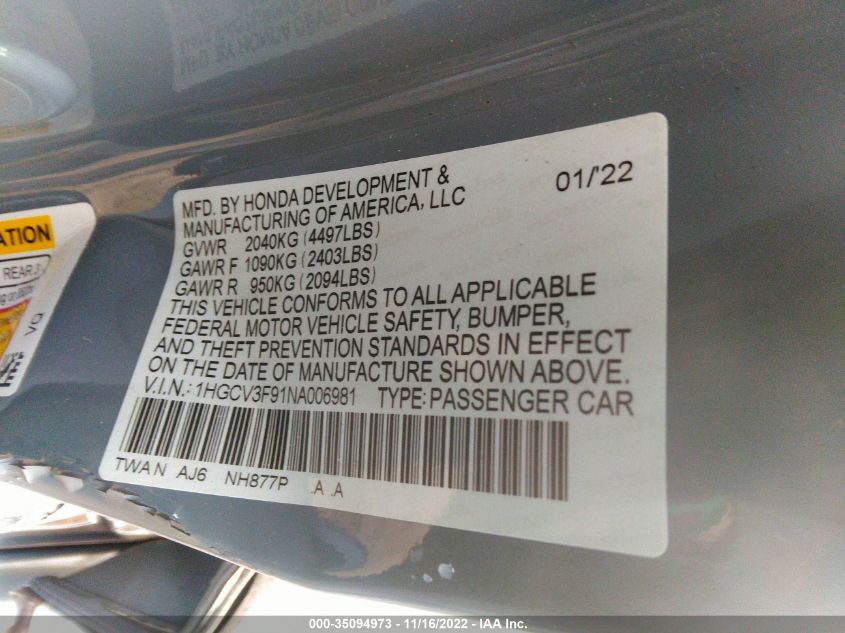 MFD. BY HONDA DEVELOPMENT & 01/'22
MANUFACTURING OF AMERICA, LLC
GVWR 2040KG (4497LBS)
GAWR F 1090KG (2403LBS)
GAWR R 950KG (2094LBS)
THIS VEHICLE CONFORMS TO ALL APPLICABLE
FEDERAL MOTOR VEHICLE SAFETY, BUMPER,
AND THEFT PREVENTION STANDARDS IN EFFECT
ON THE DATE OF MANUFACTURE SHOWN ABOVE.
V.I.N.: 1HGCV3F91NA006981 TYPE: PASSENGER CAR
TWA N AJ6 NH877P .A .A
REAR 3
VO
000-35094973 - 11/16/2022 - IAA Inc.